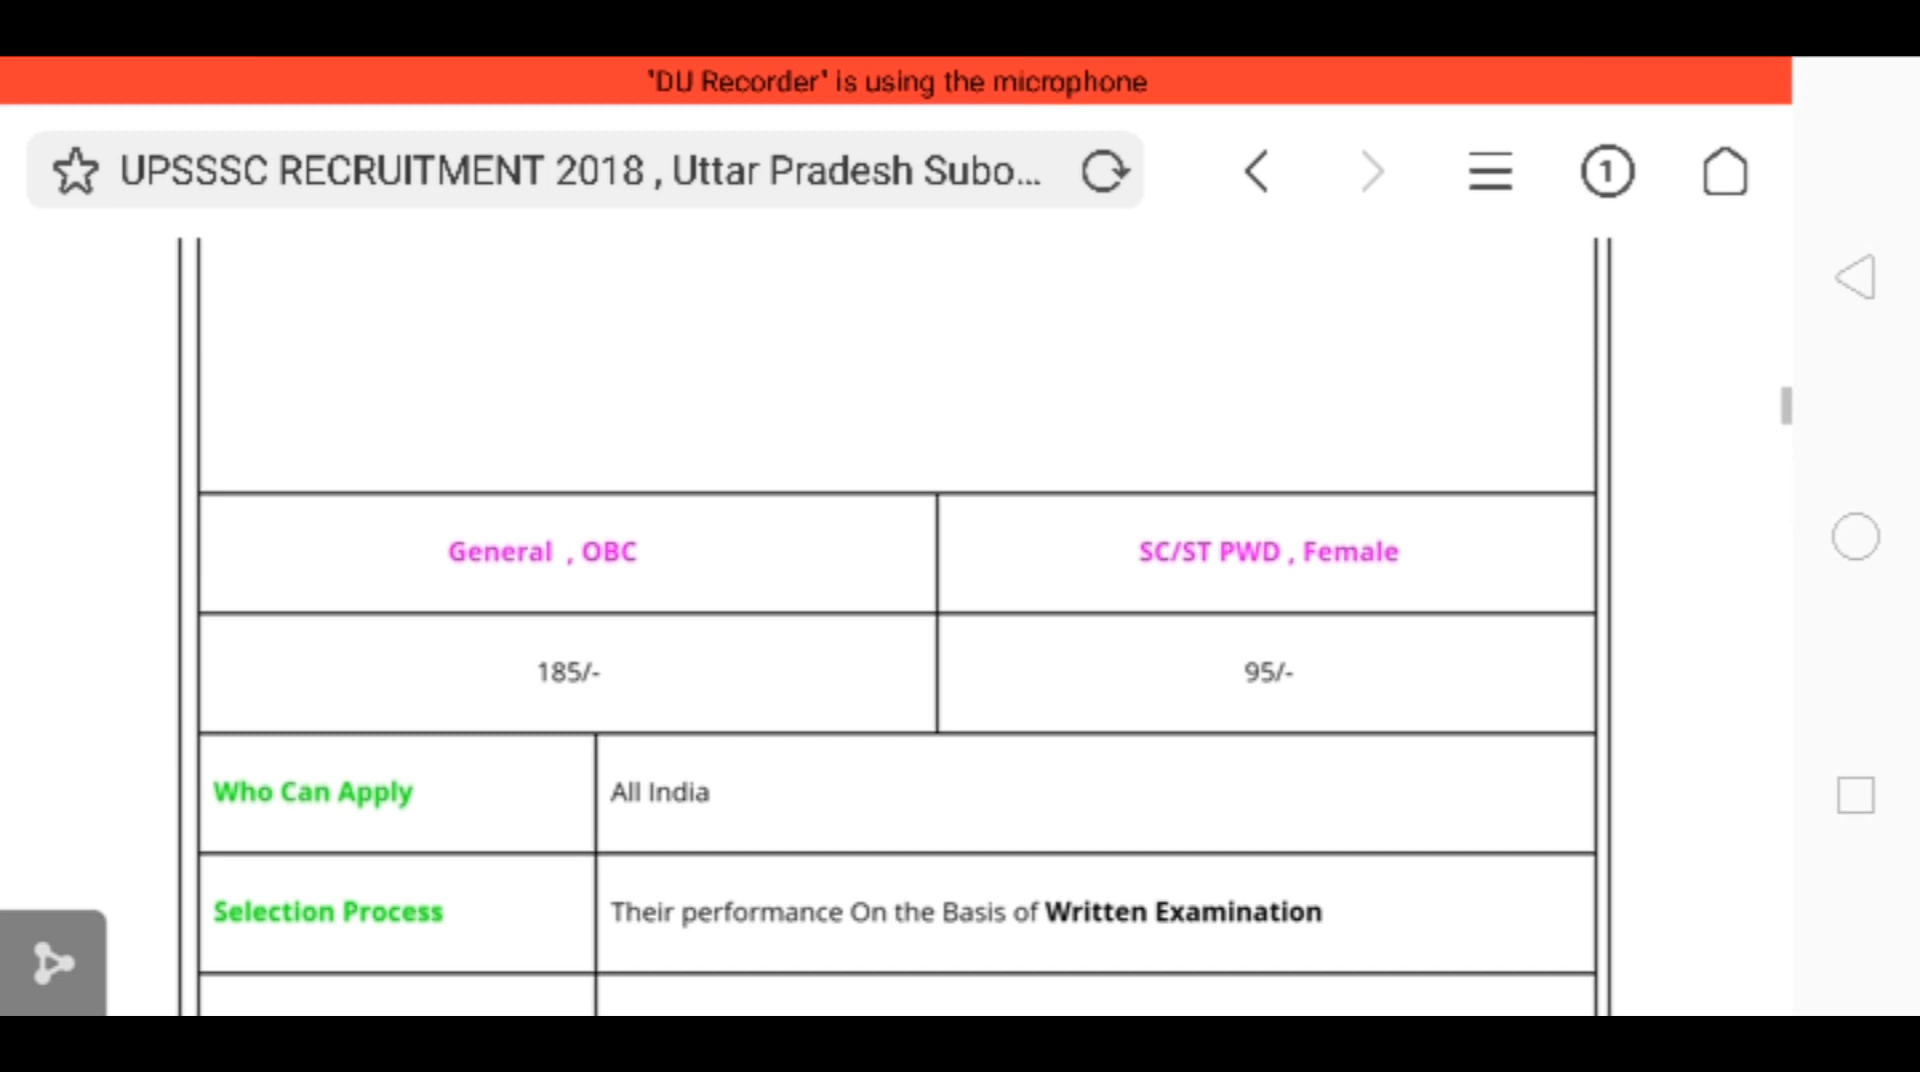 'DU Recorder' is using the microphone
UPSSSC RECRUITMENT 2018 , Uttar Pradesh Subo...
1
General , OBC
SC/ST PWD , Female
185/-
95/-
Who Can Apply
All India
Selection Process
Their performance On the Basis of Written Examination